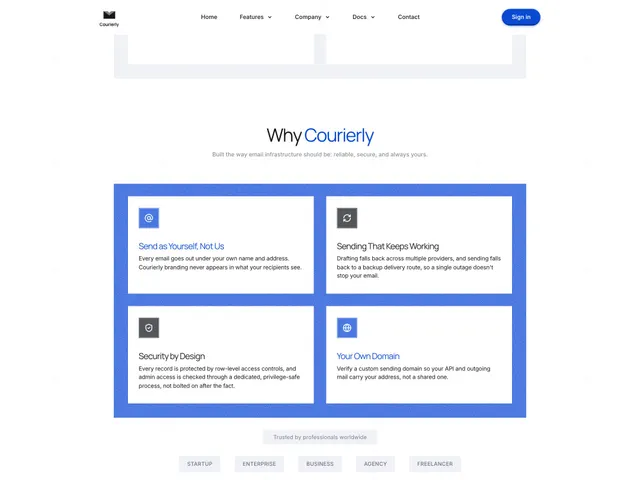 Courierly
Home
Features
Company
Docs
Contact
Sign in
Why Courierly
Built the way email infrastructure should be: reliable, secure, and always yours.
Send as Yourself, Not Us
Every email goes out under your own name and address.
Courierly branding never appears in what your recipients see.
Sending That Keeps Working
Drafting falls back across multiple providers, and sending falls
back to a backup delivery route, so a single outage doesn't
stop your email.
Security by Design
Every record is protected by row-level access controls, and
admin access is checked through a dedicated, privilege-safe
process, not bolted on after the fact.
Your Own Domain
Verify a custom sending domain so your API and outgoing
mail carry your address, not a shared one.
Trusted by professionals worldwide
STARTUP
ENTERPRISE
BUSINESS
AGENCY
FREELANCER